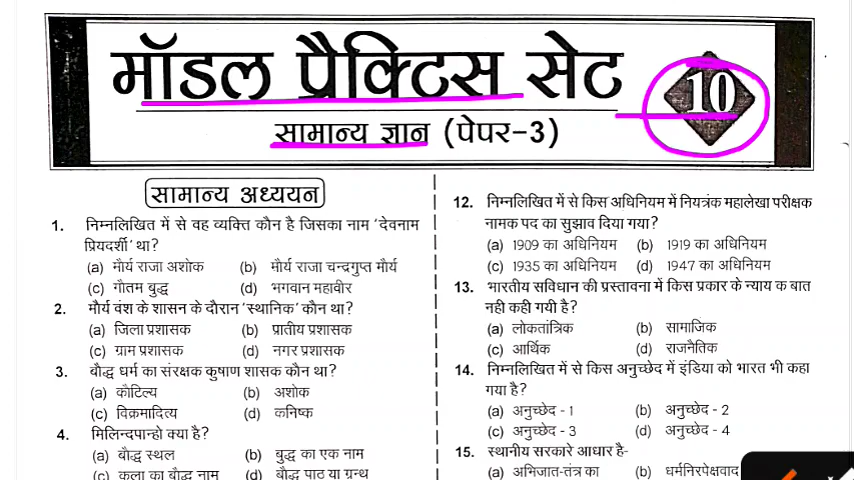 मॉडल प्रैक्टिस सेट 10
सामान्य ज्ञान (पेपर-3)
सामान्य अध्ययन
1. निम्नलिखित में से वह व्यक्ति कौन है जिसका नाम 'देवनाम
प्रियदर्शी' था?
(a) मौर्य राजा अशोक (b) मौर्य राजा चन्द्रगुप्त मौर्य
(c) गौतम बुद्ध (d) भगवान महावीर
2. मौर्य वंश के शासन के दौरान 'स्थानिक' कौन था?
(a) जिला प्रशासक (b) प्रातीय प्रशासक
(c) ग्राम प्रशासक (d) नगर प्रशासक
3. बौद्ध धर्म का संरक्षक कुषाण शासक कौन था?
(a) कौटिल्य (b) अशोक
(c) विक्रमादित्य (d) कनिष्क
4. मिलिन्दपान्हो क्या है?
(a) बौद्ध स्थल (b) बुद्ध का एक नाम
(c) कला का बौद्ध नाम (d) बौद्ध पाठ या ग्रन्थ
12. निम्नलिखित में से किस अधिनियम में नियत्रंक महालेखा परीक्षक
नामक पद का सुझाव दिया गया?
(a) 1909 का अधिनियम (b) 1919 का अधिनियम
(c) 1935 का अधिनियम (d) 1947 का अधिनियम
13. भारतीय सविधान की प्रस्तावना में किस प्रकार के न्याय क बात
नही कही गयी है?
(a) लोकतांत्रिक (b) सामाजिक
(c) आर्थिक (d) राजनैतिक
14. निम्नलिखित में से किस अनुच्छेद में इंडिया को भारत भी कहा
गया है?
(a) अनुच्छेद - 1 (b) अनुच्छेद - 2
(c) अनुच्छेद - 3 (d) अनुच्छेद - 4
15. स्थानीय सरकारे आधार है-
(a) अभिजात-तंत्र का (b) धर्मनिरपेक्षवाद